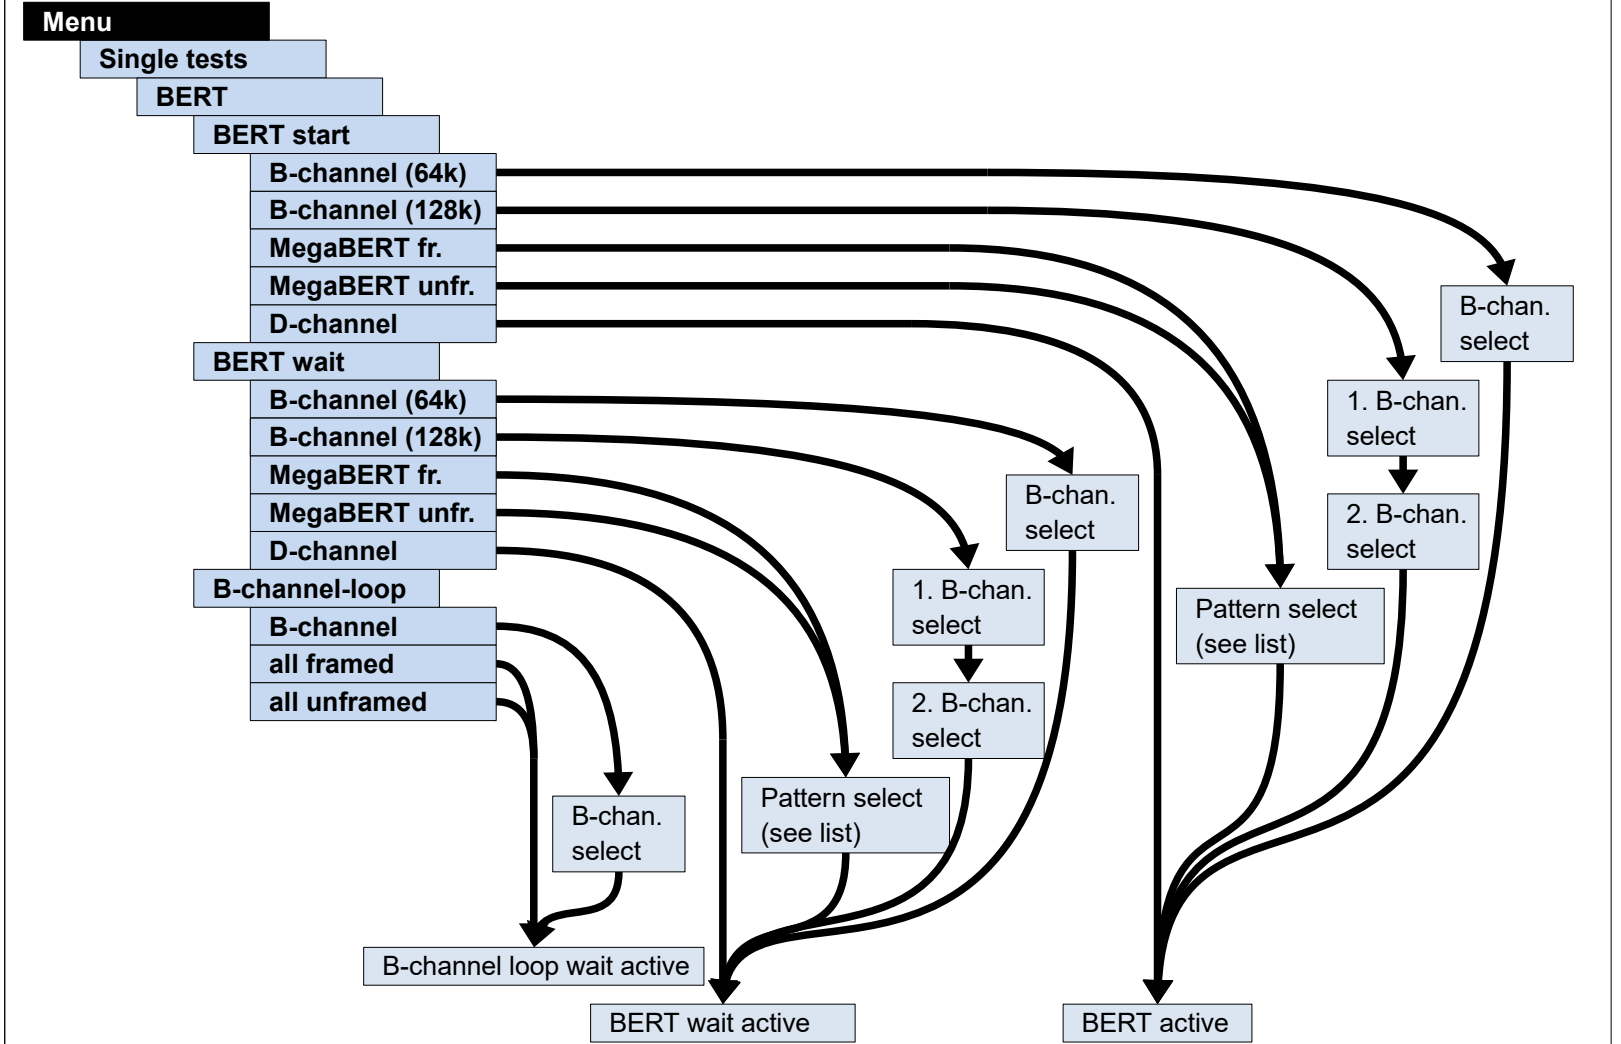 Menu
Single tests
BERT
BERT start
B-channel (64k)
B-channel (128k)
MegaBERT fr.
MegaBERT unfr.
D-channel
BERT wait
B-channel (64k)
B-channel (128k)
MegaBERT fr.
MegaBERT unfr.
D-channel
B-channel-loop
B-channel
all framed
all unframed
B-chan.
select
1. B-chan.
select
2. B-chan.
select
Pattern select
(see list)
B-chan.
select
1. B-chan.
select
2. B-chan.
select
Pattern select
(see list)
B-chan.
select
B-channel loop wait active
BERT wait active
BERT active